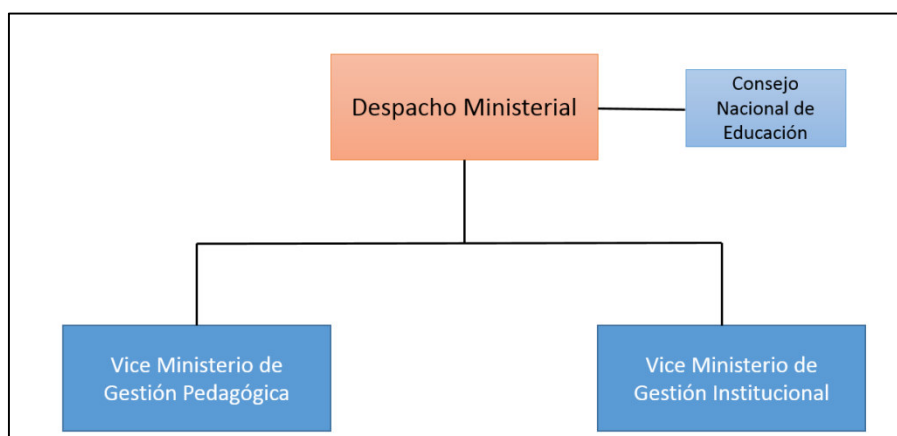 Despacho Ministerial
Consejo
Nacional de
Educación
Vice Ministerio de
Gestión Pedagógica
Vice Ministerio de
Gestión Institucional